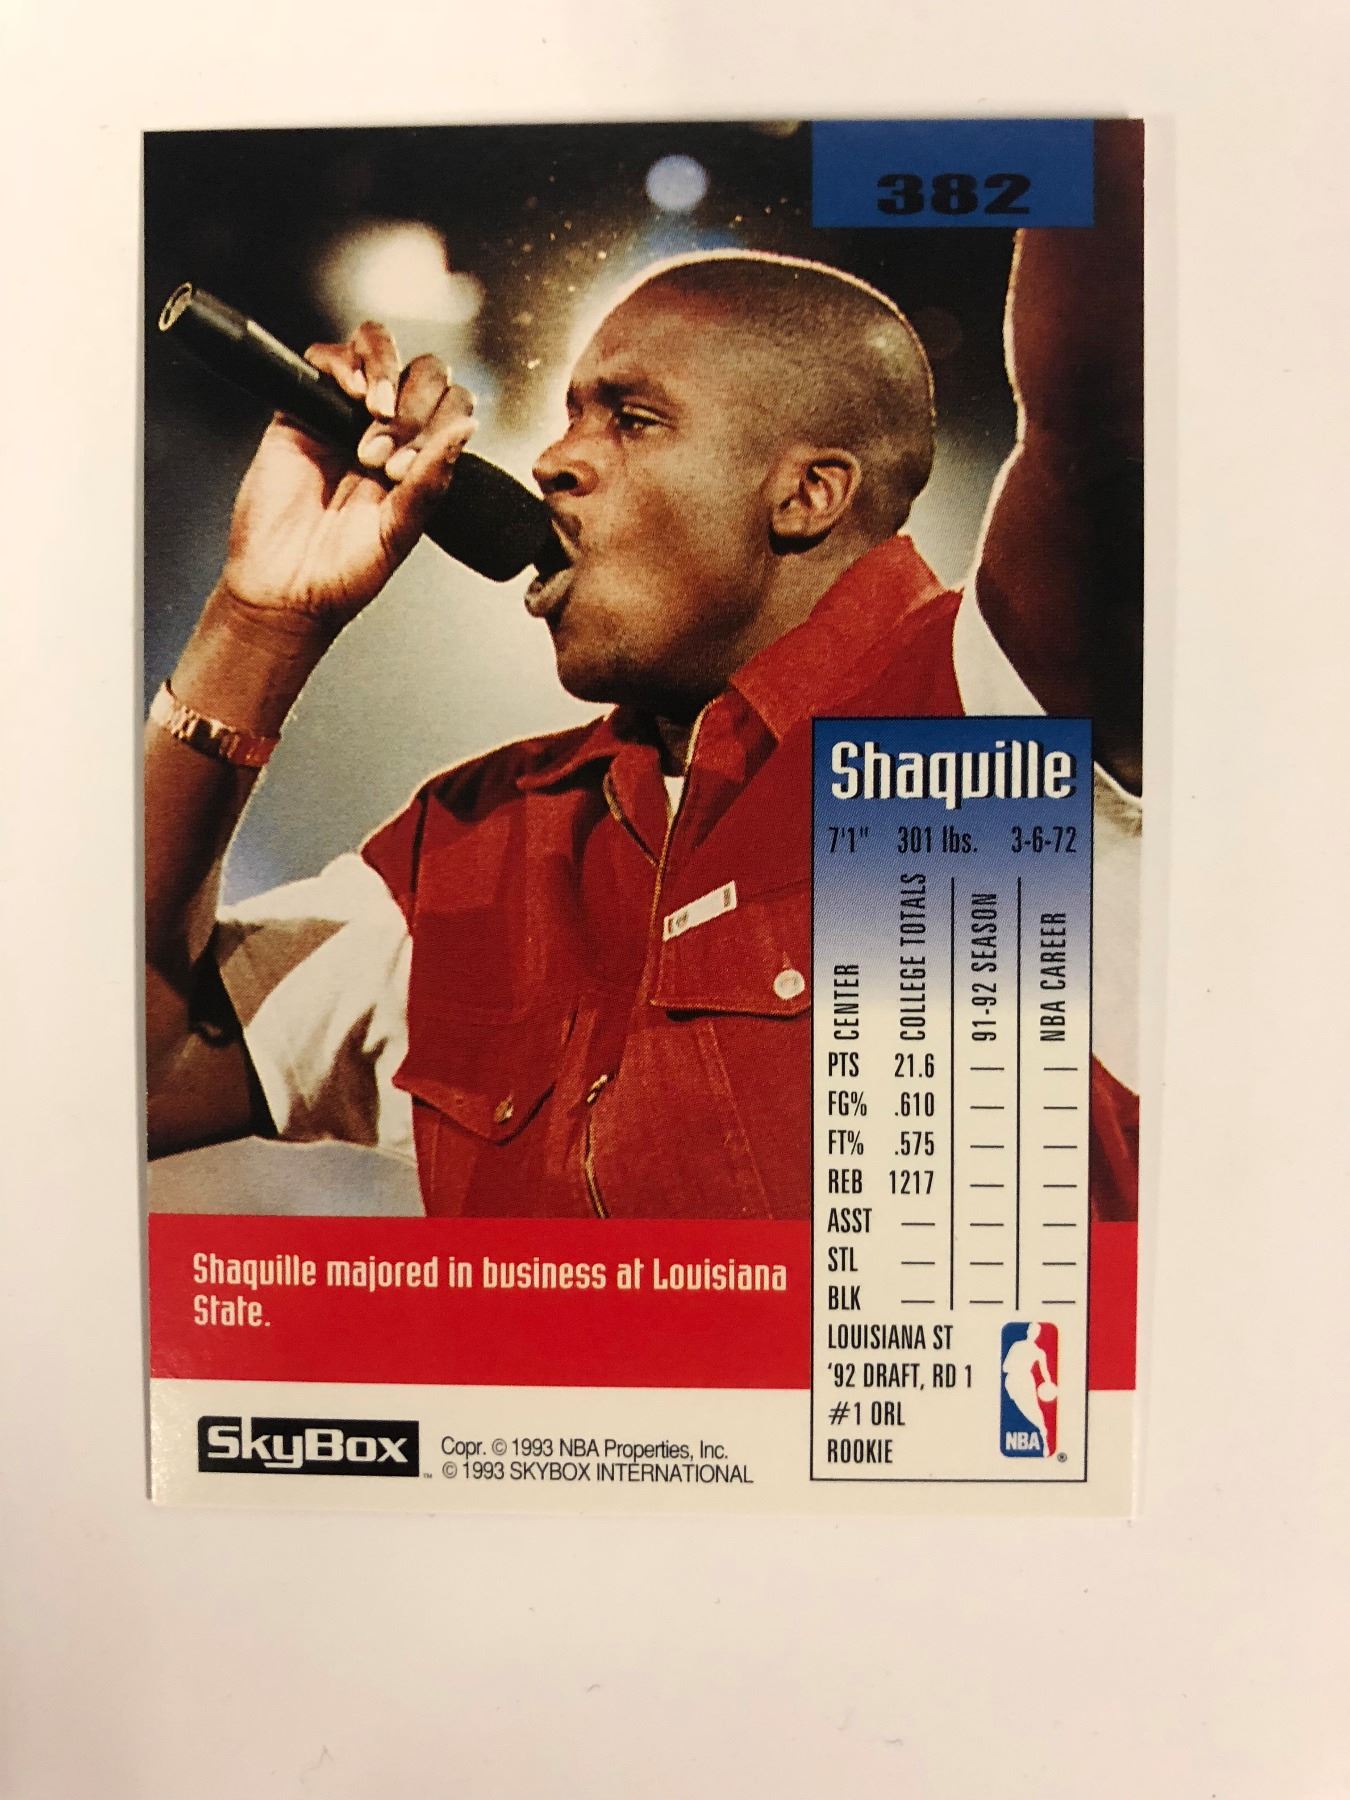 382
Shaquille
7'1" 301 lbs. 3-6-72
CENTER COLLEGE TOTALS 91-92 SEASON NBA CAREER
PTS 21.6 — —
FG% .610 — —
FT% .575 — —
REB 1217 — —
ASST — — —
STL — — —
BLK — — —
LOUISIANA ST
'92 DRAFT, RD 1
#1 ORL
ROOKIE
NBA ®
Shaquille majored in business at Louisiana
State.
SkyBox ™
Copr. © 1993 NBA Properties, Inc.
© 1993 SKYBOX INTERNATIONAL